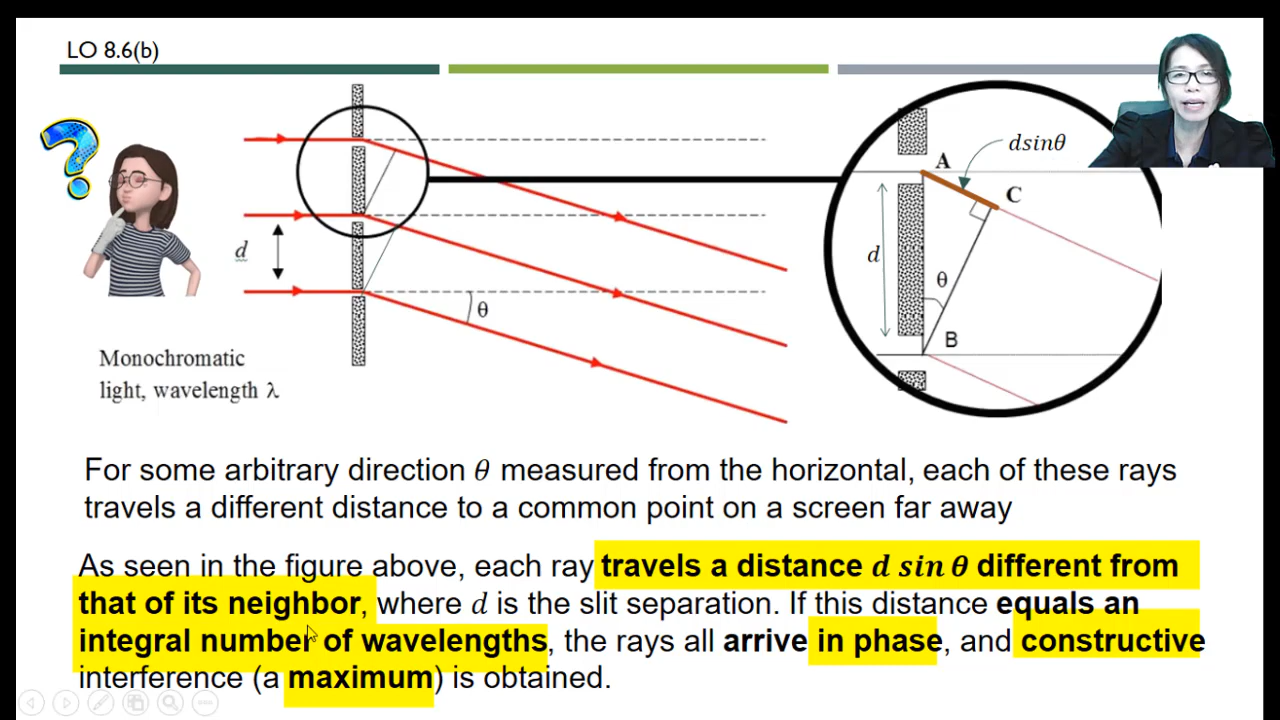 LO 8.6(b)
d
θ
Monochromatic
light, wavelength λ
dsinθ
A
C
d
θ
B
For some arbitrary direction θ measured from the horizontal, each of these rays
travels a different distance to a common point on a screen far away
As seen in the figure above, each ray travels a distance d sin θ different from
that of its neighbor, where d is the slit separation. If this distance equals an
integral number of wavelengths, the rays all arrive in phase, and constructive
interference (a maximum) is obtained.